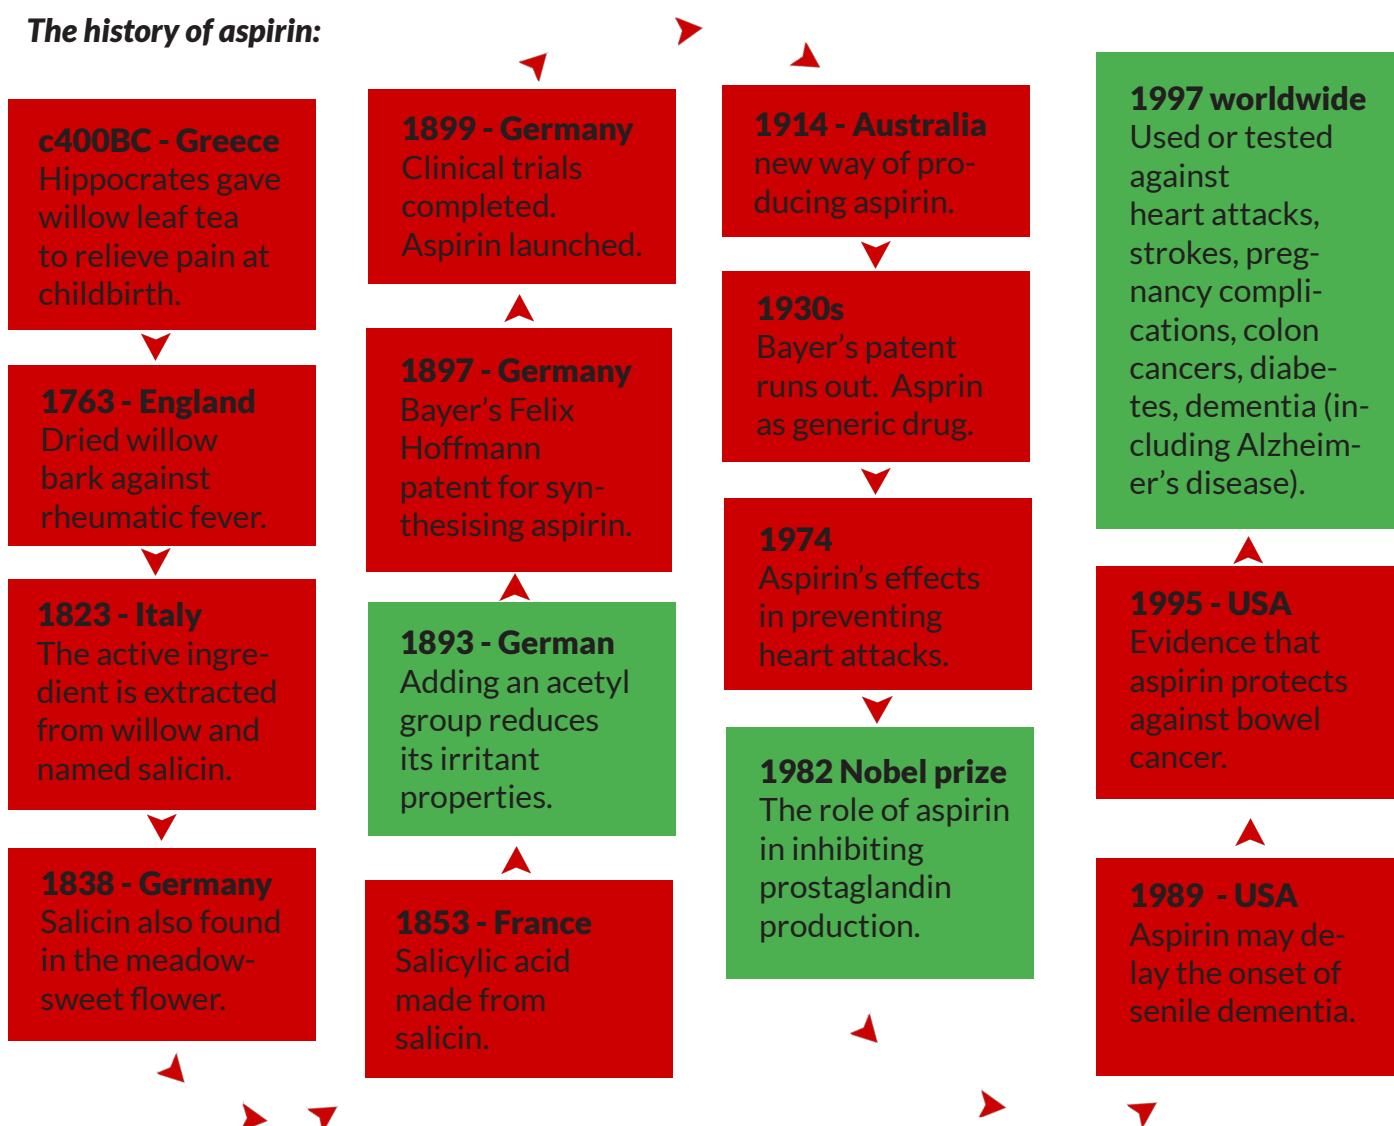 The history of aspirin:
c400BC - Greece
Hippocrates gave
willow leaf tea
to relieve pain at
childbirth.
1763 - England
Dried willow
bark against
rheumatic fever.
1823 - Italy
The active ingre-
dient is extracted
from willow and
named salicin.
1838 - Germany
Salicin also found
in the meadow-
sweet flower.
1853 - France
Salicylic acid
made from
salicin.
1893 - German
Adding an acetyl
group reduces
its irritant
properties.
1897 - Germany
Bayer's Felix
Hoffmann
patent for syn-
thesising aspirin.
1899 - Germany
Clinical trials
completed.
Aspirin launched.
1914 - Australia
new way of pro-
ducing aspirin.
1930s
Bayer's patent
runs out.  Asprin
as generic drug.
1974
Aspirin's effects
in preventing
heart attacks.
1982 Nobel prize
The role of aspirin
in inhibiting
prostaglandin
production.
1989  - USA
Aspirin may de-
lay the onset of
senile dementia.
1995 - USA
Evidence that
aspirin protects
against bowel
cancer.
1997 worldwide
Used or tested
against
heart attacks,
strokes, preg-
nancy compli-
cations, colon
cancers, diabe-
tes, dementia (in-
cluding Alzheim-
er's disease).